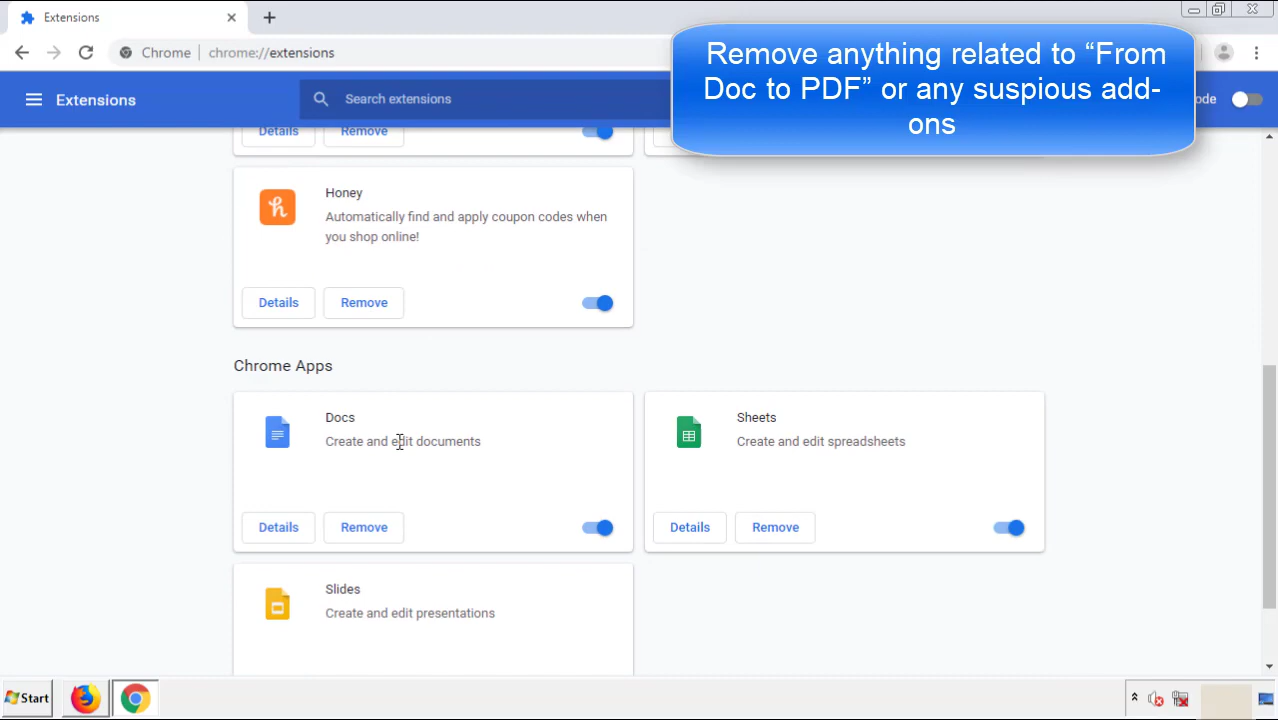 Extensions
Chrome
chrome://extensions
Remove anything related to “From
Doc to PDF” or any suspious add-
ons
Extensions
Search extensions
Details
Remove
Honey
Automatically find and apply coupon codes when
you shop online!
Details
Remove
Chrome Apps
Docs
Create and edit documents
Details
Remove
Sheets
Create and edit spreadsheets
Details
Remove
Slides
Create and edit presentations
Start